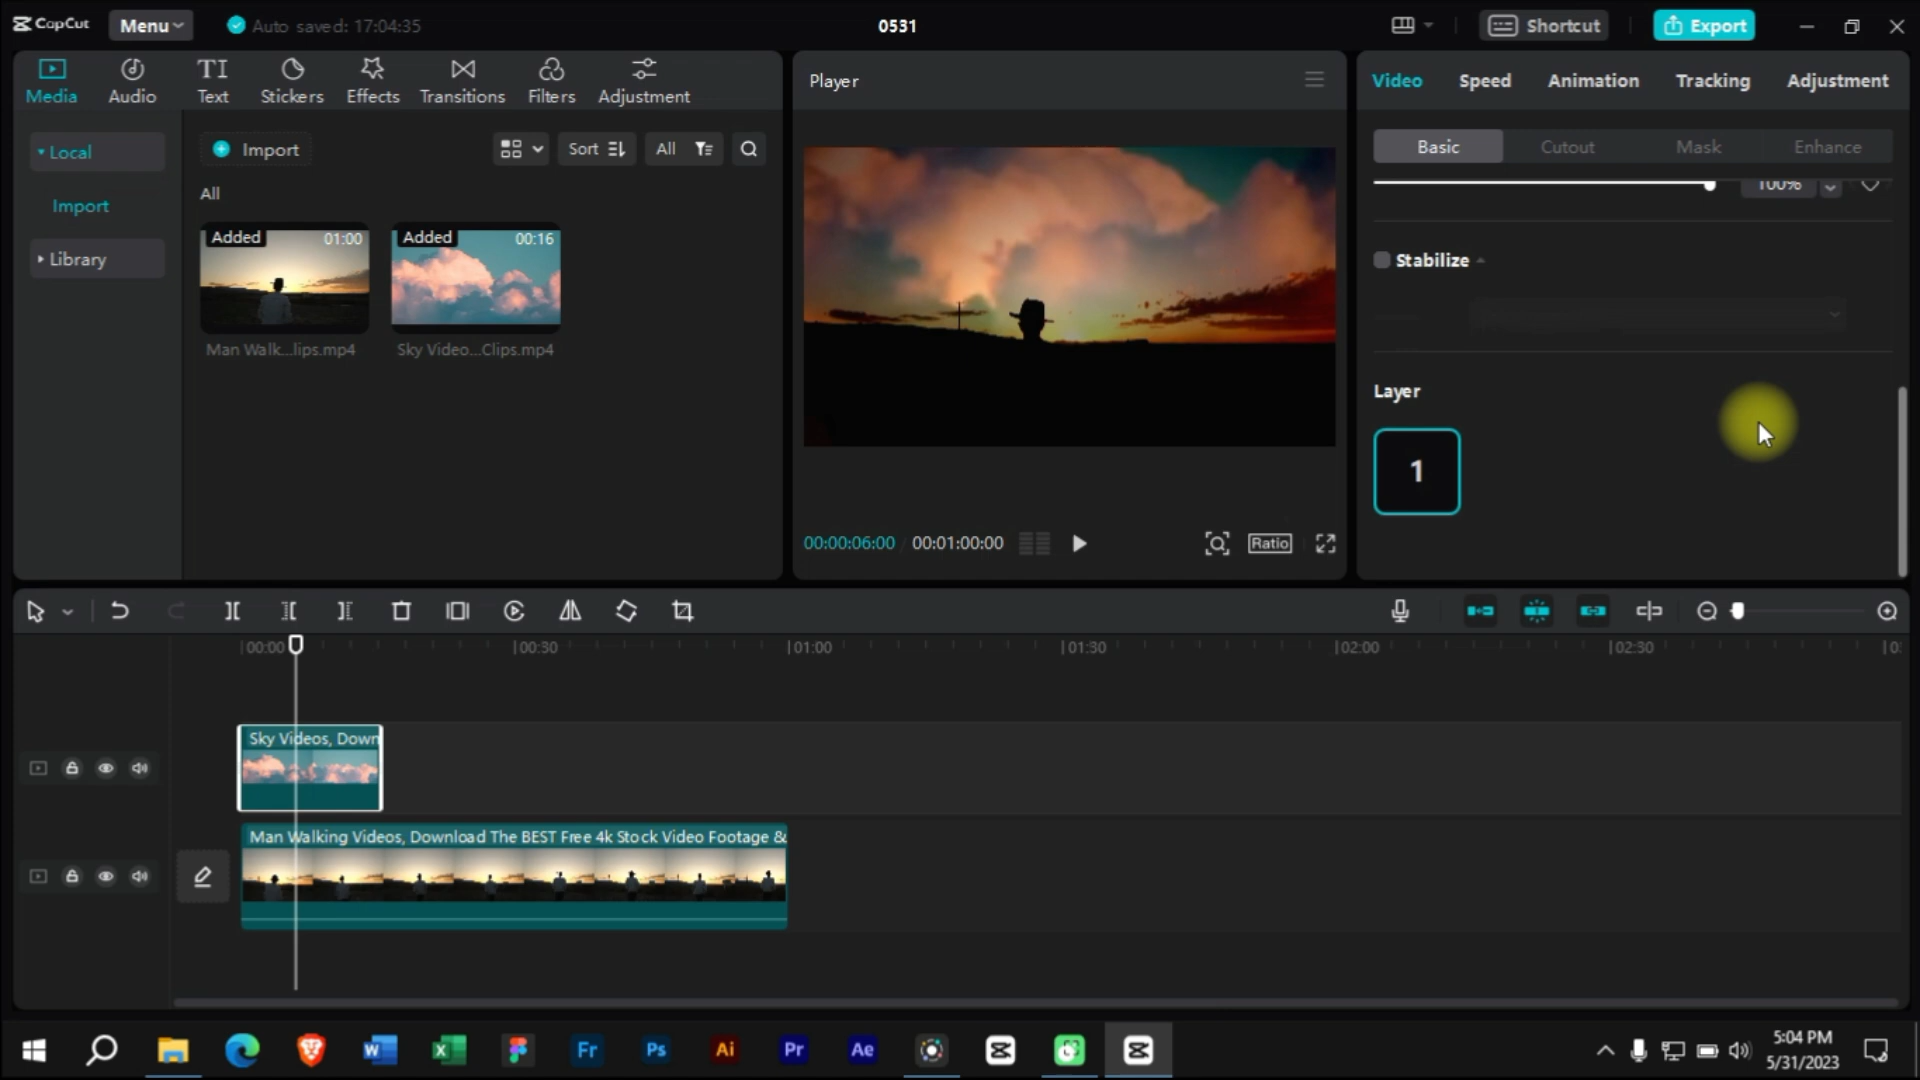 CapCut
Menu
Auto saved: 17:04:35
0531
Shortcut
Export
Media
Audio
TI
Text
Stickers
Effects
Transitions
Filters
Adjustment
Player
Video
Speed
Animation
Tracking
Adjustment
Local
Import
Library
Import
Sort
All
All
Added
01:00
Added
00:16
Man Walk...lips.mp4
Sky Video...Clips.mp4
Basic
Cutout
Mask
Enhance
100%
Stabilize
Layer
1
00:00:06:00 / 00:01:00:00
Ratio
00:00
00:30
01:00
01:30
02:00
02:30
Sky Videos, Down
Man Walking Videos, Download The BEST Free 4k Stock Video Footage &
Fr
Ps
Ai
Pr
Ae
5:04 PM
5/31/2023